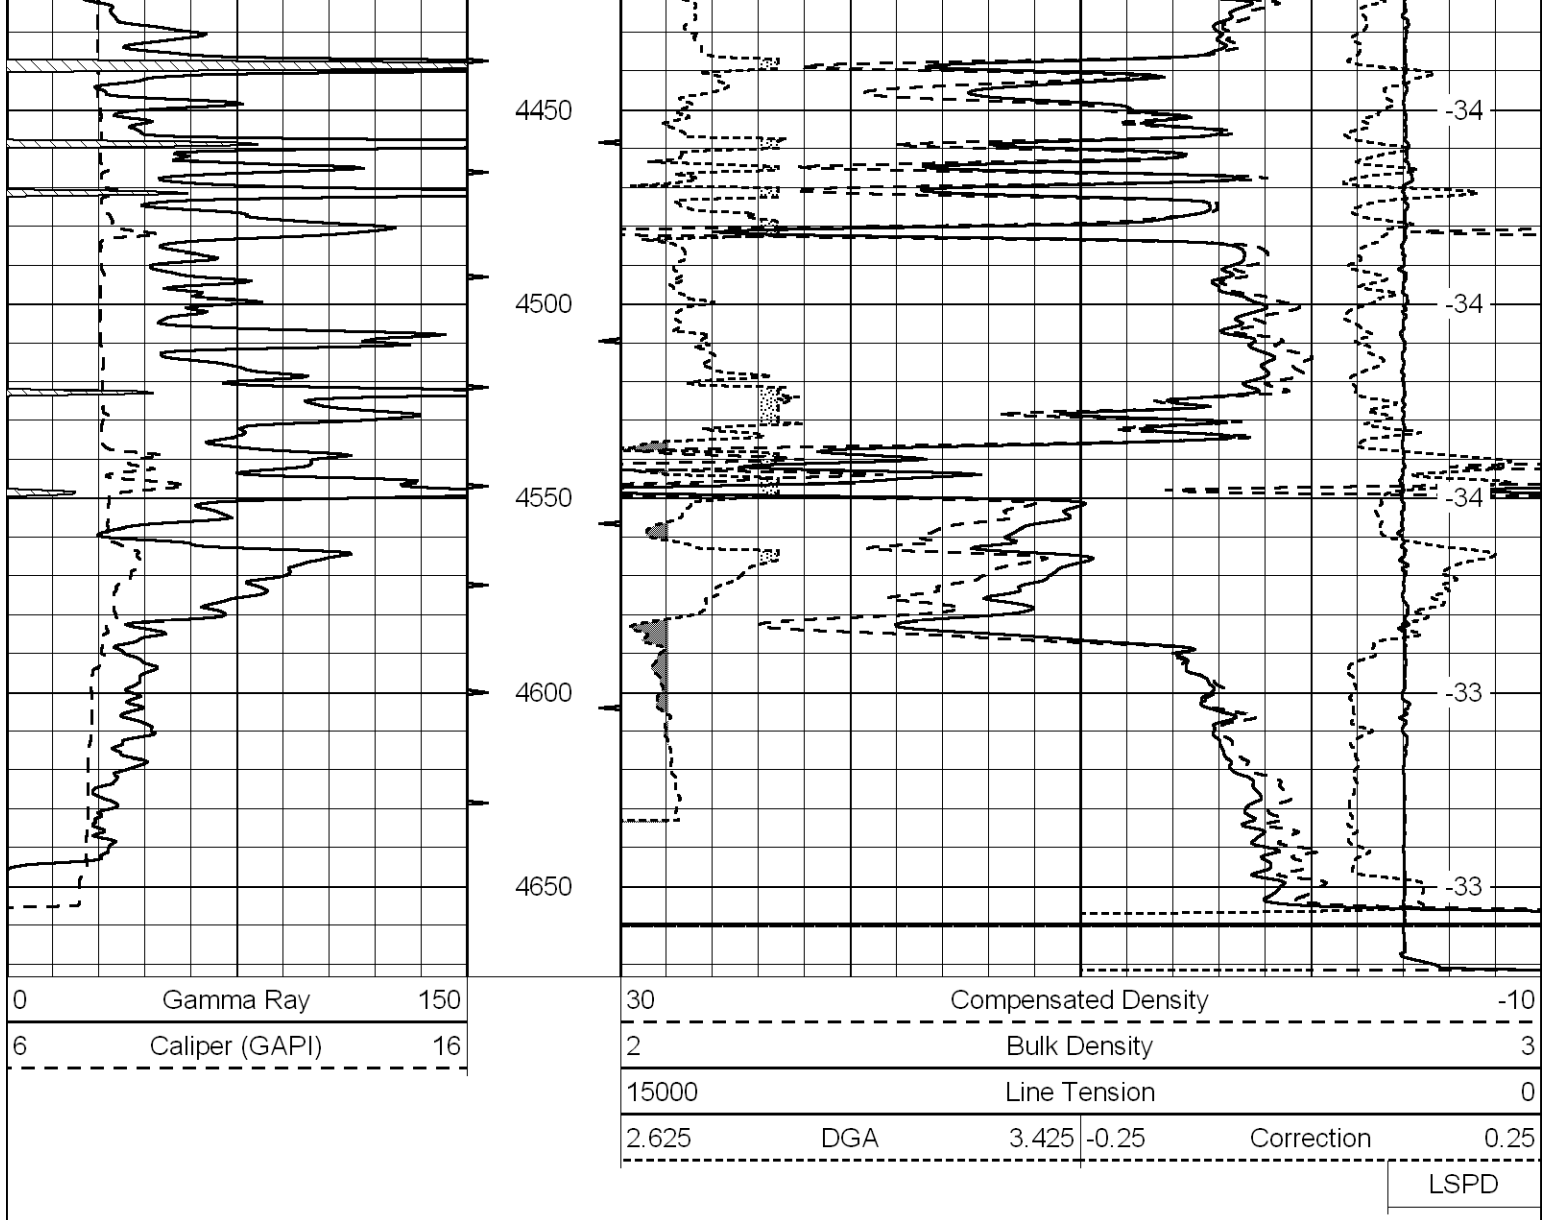 4450 -34
4500 -34
4550 -34
4600 -33
4650 -33
0 Gamma Ray 150
30 Compensated Density -10
6 Caliper (GAPI) 16
2 Bulk Density 3
15000 Line Tension 0
2.625 DGA 3.425 -0.25 Correction 0.25
LSPD